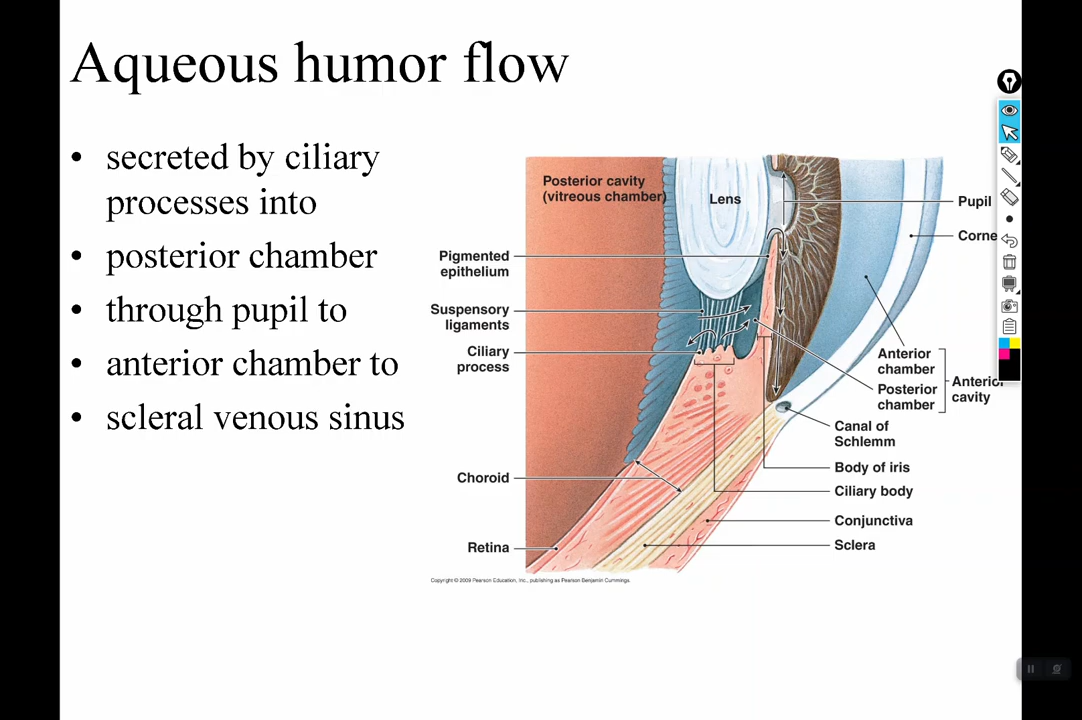 Aqueous humor flow
• secreted by ciliary
processes into
• posterior chamber
• through pupil to
• anterior chamber to
• scleral venous sinus
Posterior cavity
(vitreous chamber)
Lens
Pupil
Corne
Pigmented
epithelium
Suspensory
ligaments
Ciliary
process
Anterior
chamber
Posterior
chamber
Anterior
cavity
Canal of
Schlemm
Choroid
Body of iris
Ciliary body
Conjunctiva
Retina
Sclera
Copyright © 2009 Pearson Education, Inc., publishing as Pearson Benjamin Cummings.